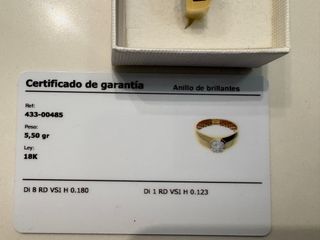 Certificado de garantía
Anillo de brillantes
Ref:
433-00485
Peso:
5,50 gr
Ley:
18K
Di 8 RD VSI H 0.180
Di 1 RD VSI H 0.123